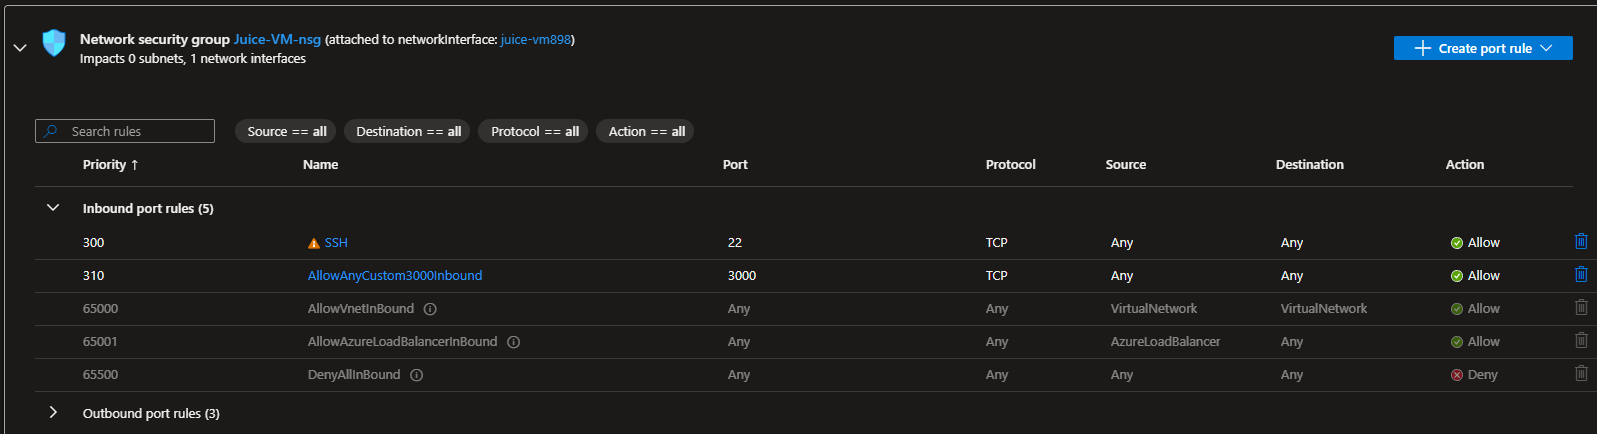 Network security group Juice-VM-nsg (attached to networkInterface: juice-vm898)
Impacts 0 subnets, 1 network interfaces
Create port rule
Search rules Source == all Destination == all Protocol == all Action == all
Priority ↑ Name Port Protocol Source Destination Action
Inbound port rules (5)
300 SSH 22 TCP Any Any Allow
310 AllowAnyCustom3000Inbound 3000 TCP Any Any Allow
65000 AllowVnetInBound Any Any VirtualNetwork VirtualNetwork Allow
65001 AllowAzureLoadBalancerInBound Any Any AzureLoadBalancer Any Allow
65500 DenyAllInBound Any Any Any Any Deny
Outbound port rules (3)